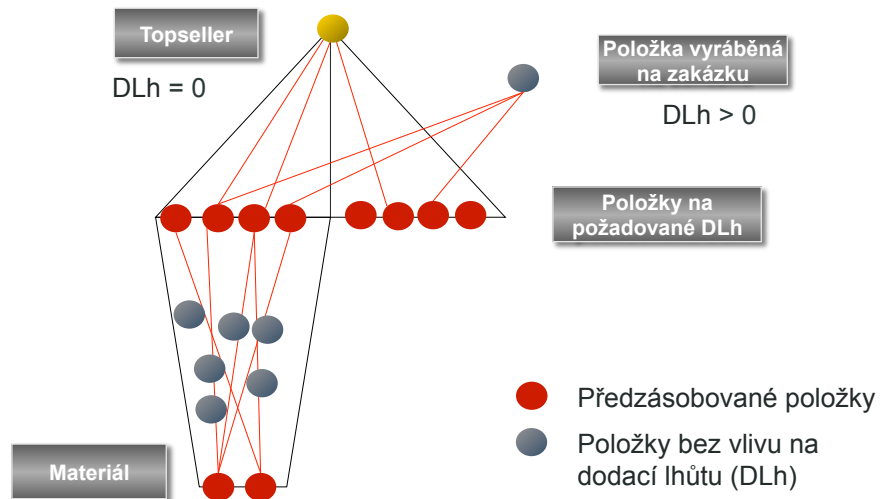 Topseller
DLh = 0
Položka vyráběná
na zakázku
DLh > 0
Položky na
požadované DLh
Předzásobované položky
Položky bez vlivu na
dodací lhůtu (DLh)
Materiál